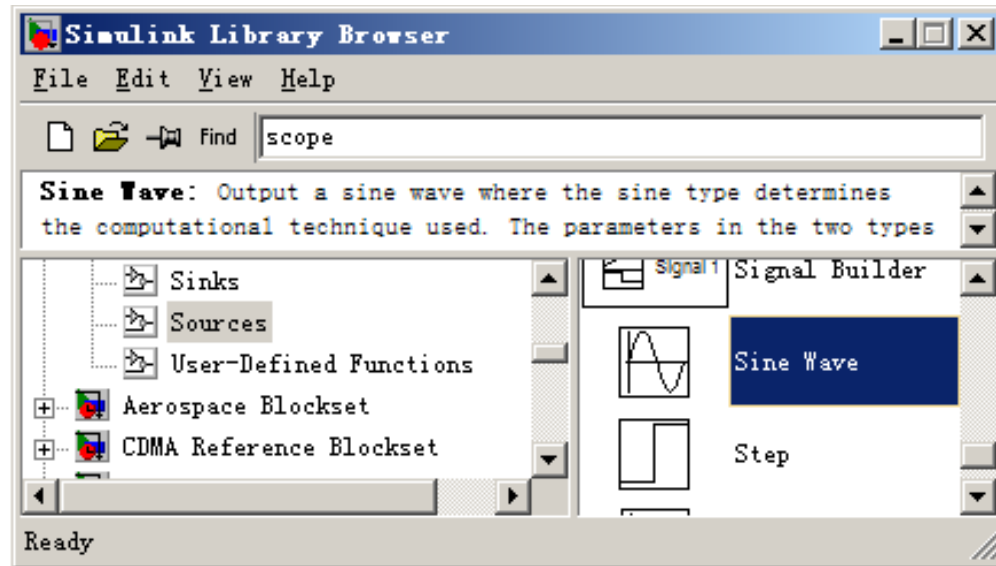 Simulink Library Browser
File Edit View Help
Find scope
Sine Wave: Output a sine wave where the sine type determines
the computational technique used. The parameters in the two types
Sinks
Sources
User-Defined Functions
Aerospace Blockset
CDMA Reference Blockset
Signal 1 Signal Builder
Sine Wave
Step
Ready